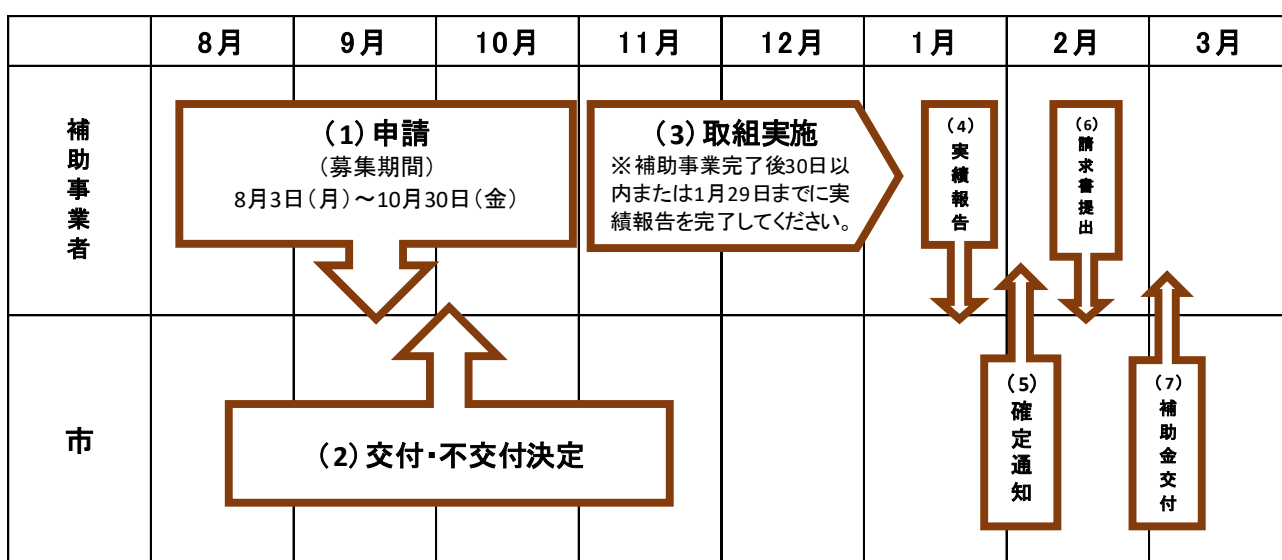 8月 9月 10月 11月 12月 1月 2月 3月
補助事業者
(1)申請
(募集期間)
8月3日(月)～10月30日(金)
(3)取組実施
※補助事業完了後30日以
内または1月29日までに実
績報告を完了してください。
(4)実績報告
(6)請求書提出
市
(2)交付・不交付決定
(5)確定通知
(7)補助金交付